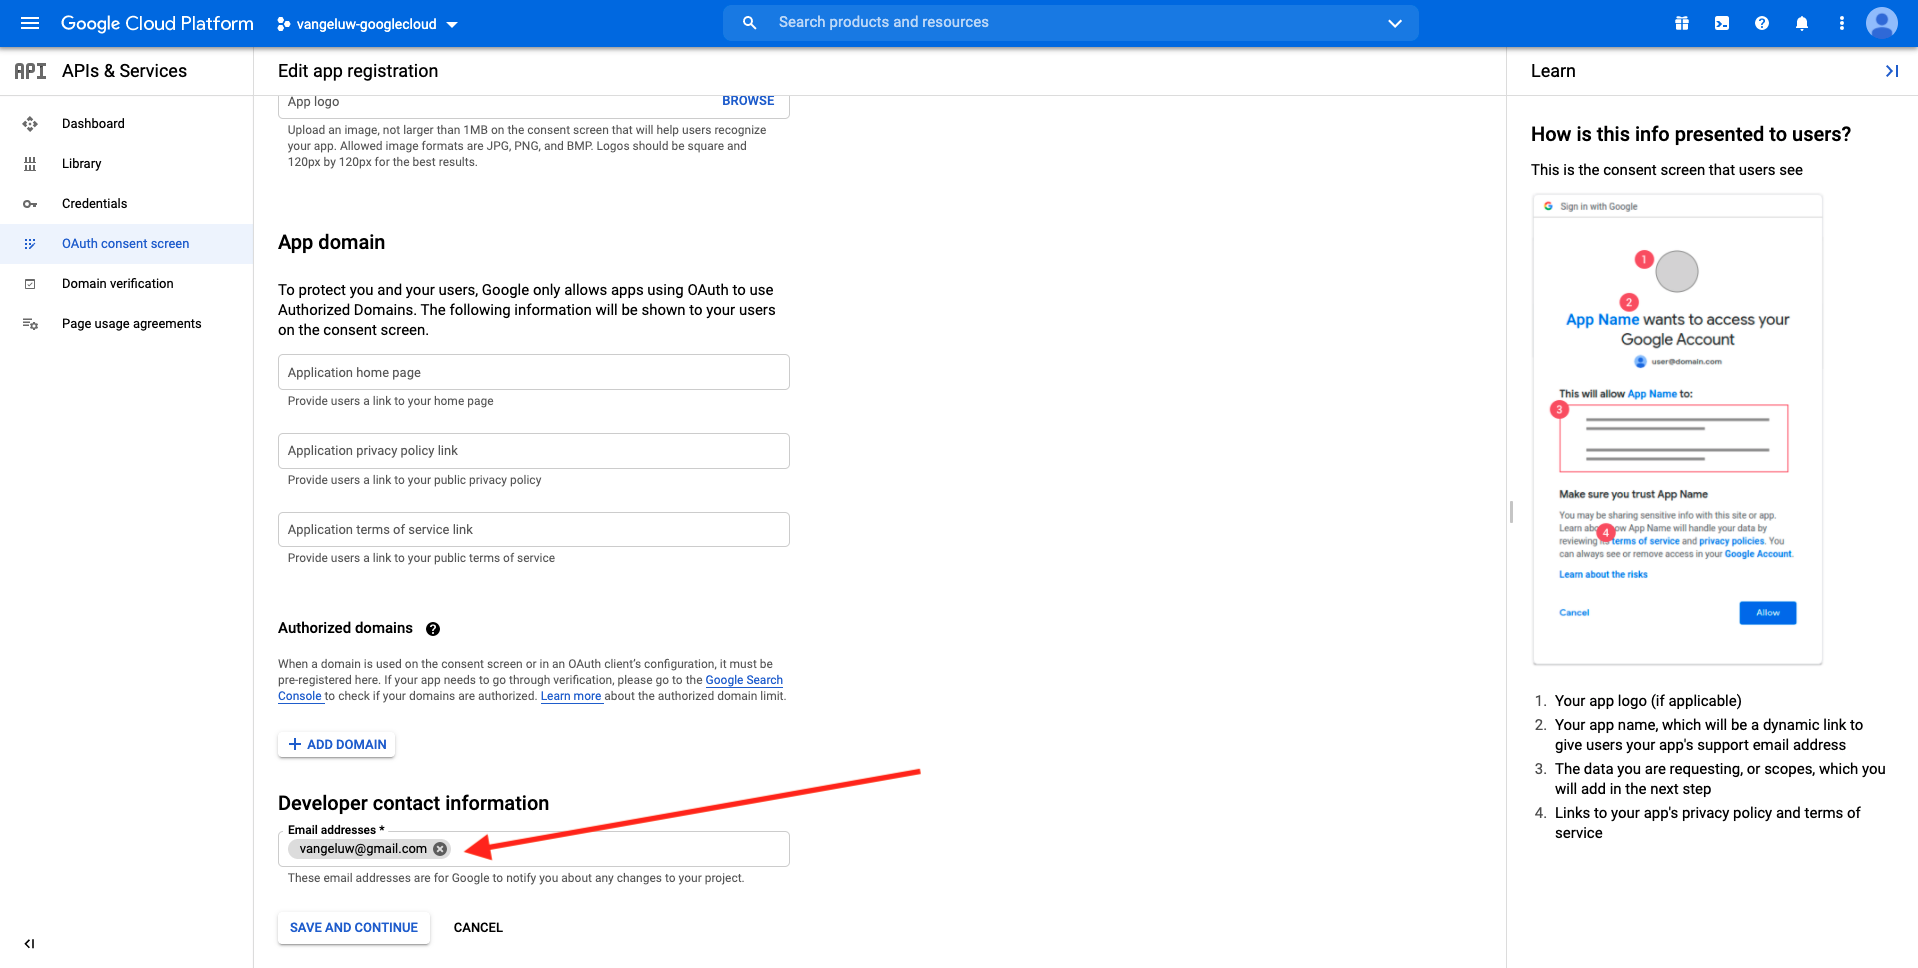 Google Cloud Platform
vangeluw-googlecloud
Search products and resources
API
APIs & Services
Dashboard
Library
Credentials
OAuth consent screen
Domain verification
Page usage agreements
Edit app registration
App logo
BROWSE
Upload an image, not larger than 1MB on the consent screen that will help users recognize
your app. Allowed image formats are JPG, PNG, and BMP. Logos should be square and
120px by 120px for the best results.
App domain
To protect you and your users, Google only allows apps using OAuth to use
Authorized Domains. The following information will be shown to your users
on the consent screen.
Application home page
Provide users a link to your home page
Application privacy policy link
Provide users a link to your public privacy policy
Application terms of service link
Provide users a link to your public terms of service
Authorized domains
When a domain is used on the consent screen or in an OAuth client's configuration, it must be
pre-registered here. If your app needs to go through verification, please go to the Google Search
Console to check if your domains are authorized. Learn more about the authorized domain limit.
ADD DOMAIN
Developer contact information
Email addresses *
vangeluw@gmail.com
These email addresses are for Google to notify you about any changes to your project.
SAVE AND CONTINUE
CANCEL
Learn
How is this info presented to users?
This is the consent screen that users see
Sign in with Google
1
2
App Name wants to access your
Google Account
user@domain.com
This will allow App Name to:
3
Make sure you trust App Name
You may be sharing sensitive info with this site or app.
Learn how App Name will handle your data by
4
reviewing its terms of service and privacy policies. You
can always see or remove access in your Google Account.
Learn about the risks
Cancel
Allow
1. Your app logo (if applicable)
2. Your app name, which will be a dynamic link to
give users your app's support email address
3. The data you are requesting, or scopes, which you
will add in the next step
4. Links to your app's privacy policy and terms of
service